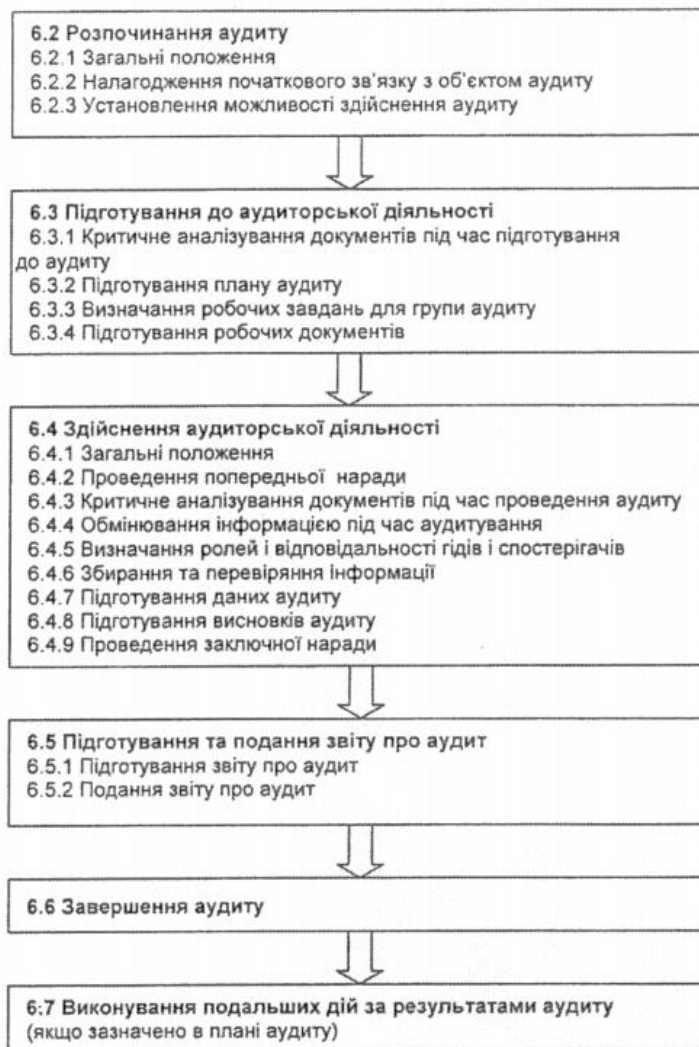 6.2 Розпочинання аудиту
6.2.1 Загальні положення
6.2.2 Налагодження початкового зв'язку з об'єктом аудиту
6.2.3 Установлення можливості здійснення аудиту
6.3 Підготування до аудиторської діяльності
6.3.1 Критичне аналізування документів під час підготування
до аудиту
6.3.2 Підготування плану аудиту
6.3.3 Визначання робочих завдань для групи аудиту
6.3.4 Підготування робочих документів
6.4 Здійснення аудиторської діяльності
6.4.1 Загальні положення
6.4.2 Проведення попередньої наради
6.4.3 Критичне аналізування документів під час проведення аудиту
6.4.4 Обмінювання інформацією під час аудитування
6.4.5 Визначання ролей і відповідальності гідів і спостерігачів
6.4.6 Збирання та перевіряння інформації
6.4.7 Підготування даних аудиту
6.4.8 Підготування висновків аудиту
6.4.9 Проведення заключної наради
6.5 Підготування та подання звіту про аудит
6.5.1 Підготування звіту про аудит
6.5.2 Подання звіту про аудит
6.6 Завершення аудиту
6.7 Виконування подальших дій за результатами аудиту
(якщо зазначено в плані аудиту)